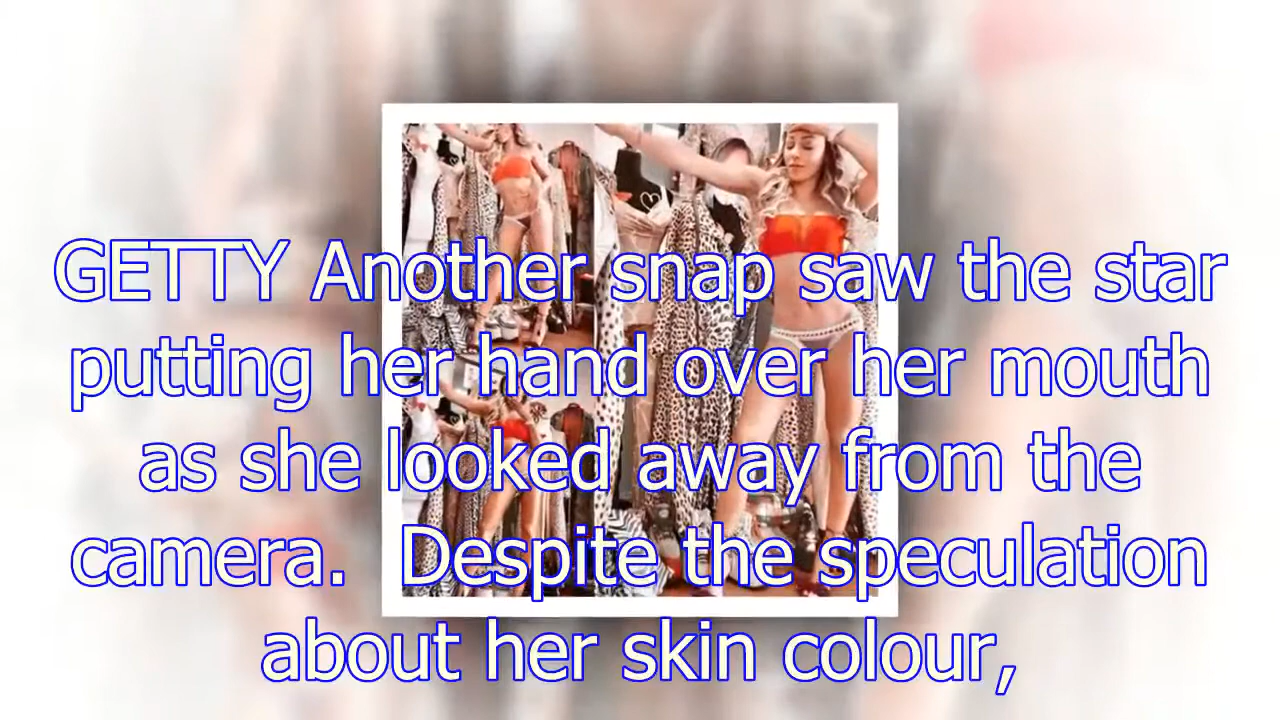 GETTY Another snap saw the star
putting her hand over her mouth
as she looked away from the
camera.  Despite the speculation
about her skin colour,